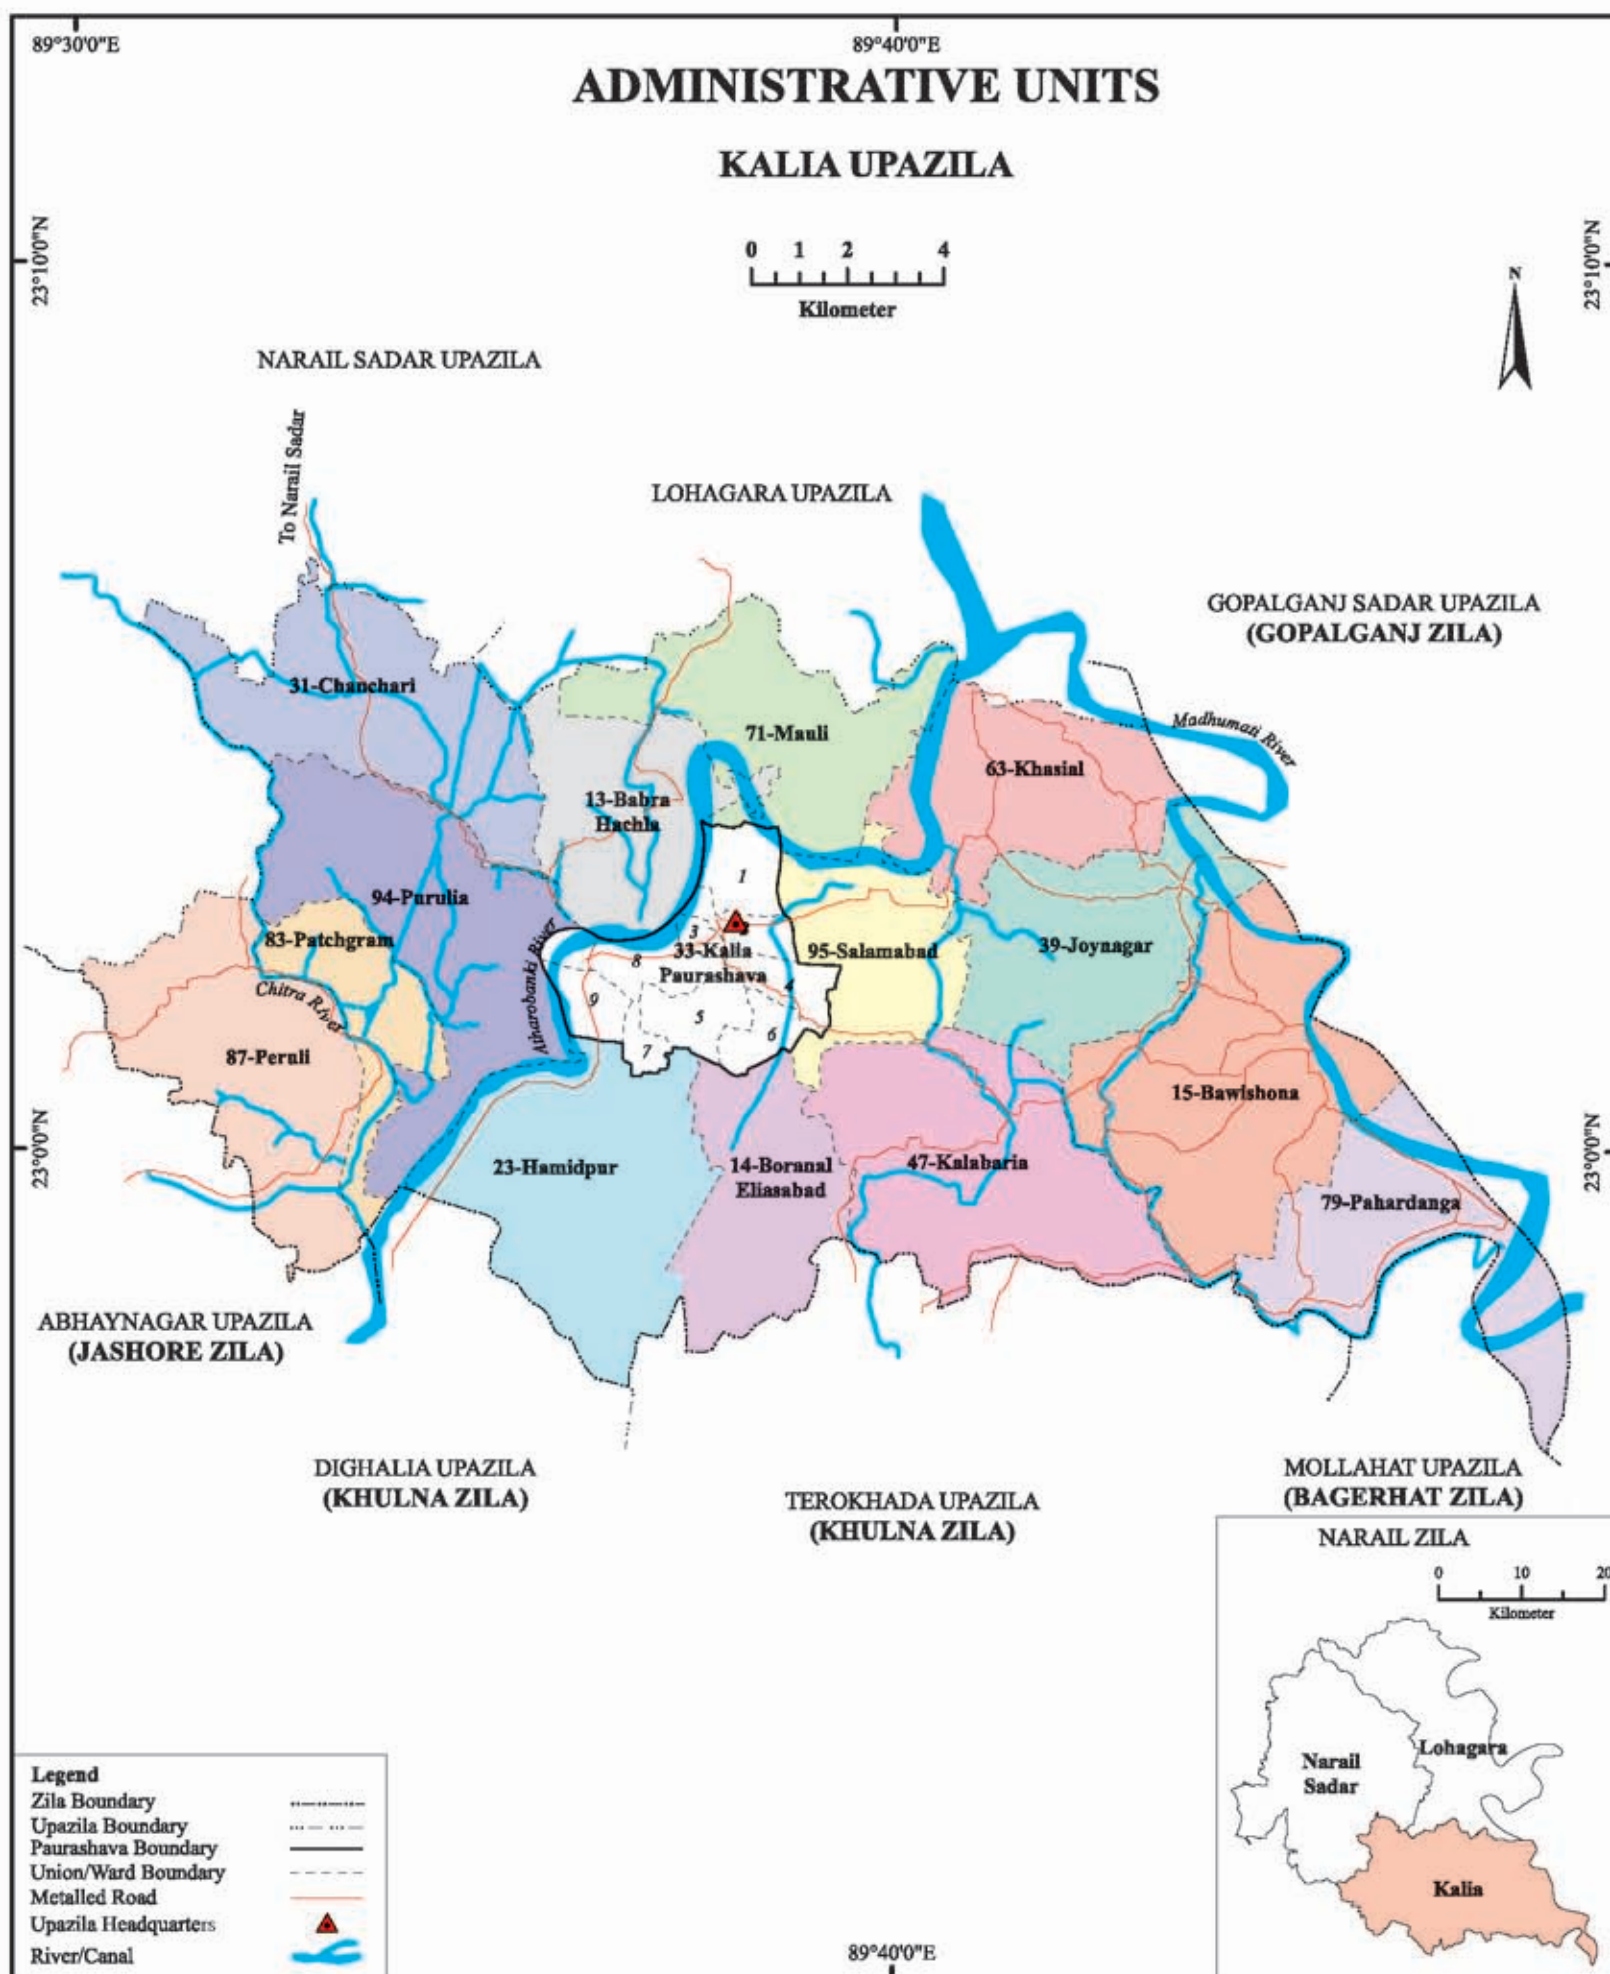 89°30'0"E
89°40'0"E
ADMINISTRATIVE UNITS
KALIA UPAZILA
0 1 2 4
Kilometer
23°10'0"N
23°10'0"N
N
NARAIL SADAR UPAZILA
To Narail Sadar
LOHAGARA UPAZILA
GOPALGANJ SADAR UPAZILA
(GOPALGANJ ZILA)
31-Chanchari
71-Mauli
Madhumati River
63-Khasial
13-Babra
Hachla
1
94-Purulia
83-Patchgram
3
33-Kalia
Paurashava
95-Salamabad
39-Joynagar
8
Atharobanki River
Chitra River
9
4
5
6
7
87-Peruli
15-Bawishona
23°0'0"N
23°0'0"N
23-Hamidpur
14-Boranal
Eliasabad
47-Kalabaria
79-Pahardanga
ABHAYNAGAR UPAZILA
(JASHORE ZILA)
DIGHALIA UPAZILA
(KHULNA ZILA)
TEROKHADA UPAZILA
(KHULNA ZILA)
MOLLAHAT UPAZILA
(BAGERHAT ZILA)
NARAIL ZILA
0 10 20
Kilometer
Lohagara
Narail
Sadar
Kalia
Legend
Zila Boundary
Upazila Boundary
Paurashava Boundary
Union/Ward Boundary
Metalled Road
Upazila Headquarters
River/Canal
89°40'0"E